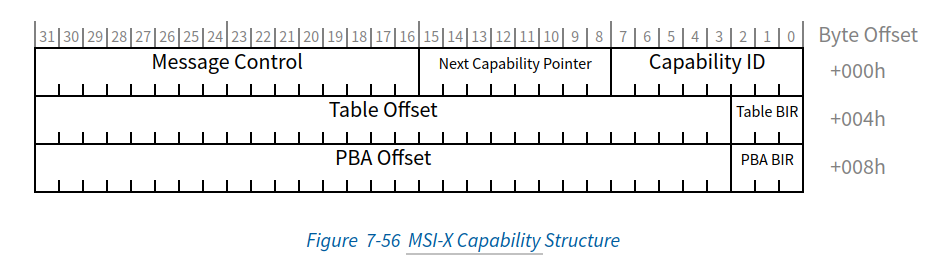 31 30 29 28 27 26 25 24 23 22 21 20 19 18 17 16 15 14 13 12 11 10 9 8 7 6 5 4 3 2 1 0 Byte Offset
Message Control Next Capability Pointer Capability ID +000h
Table Offset Table BIR +004h
PBA Offset PBA BIR +008h
Figure 7-56 MSI-X Capability Structure